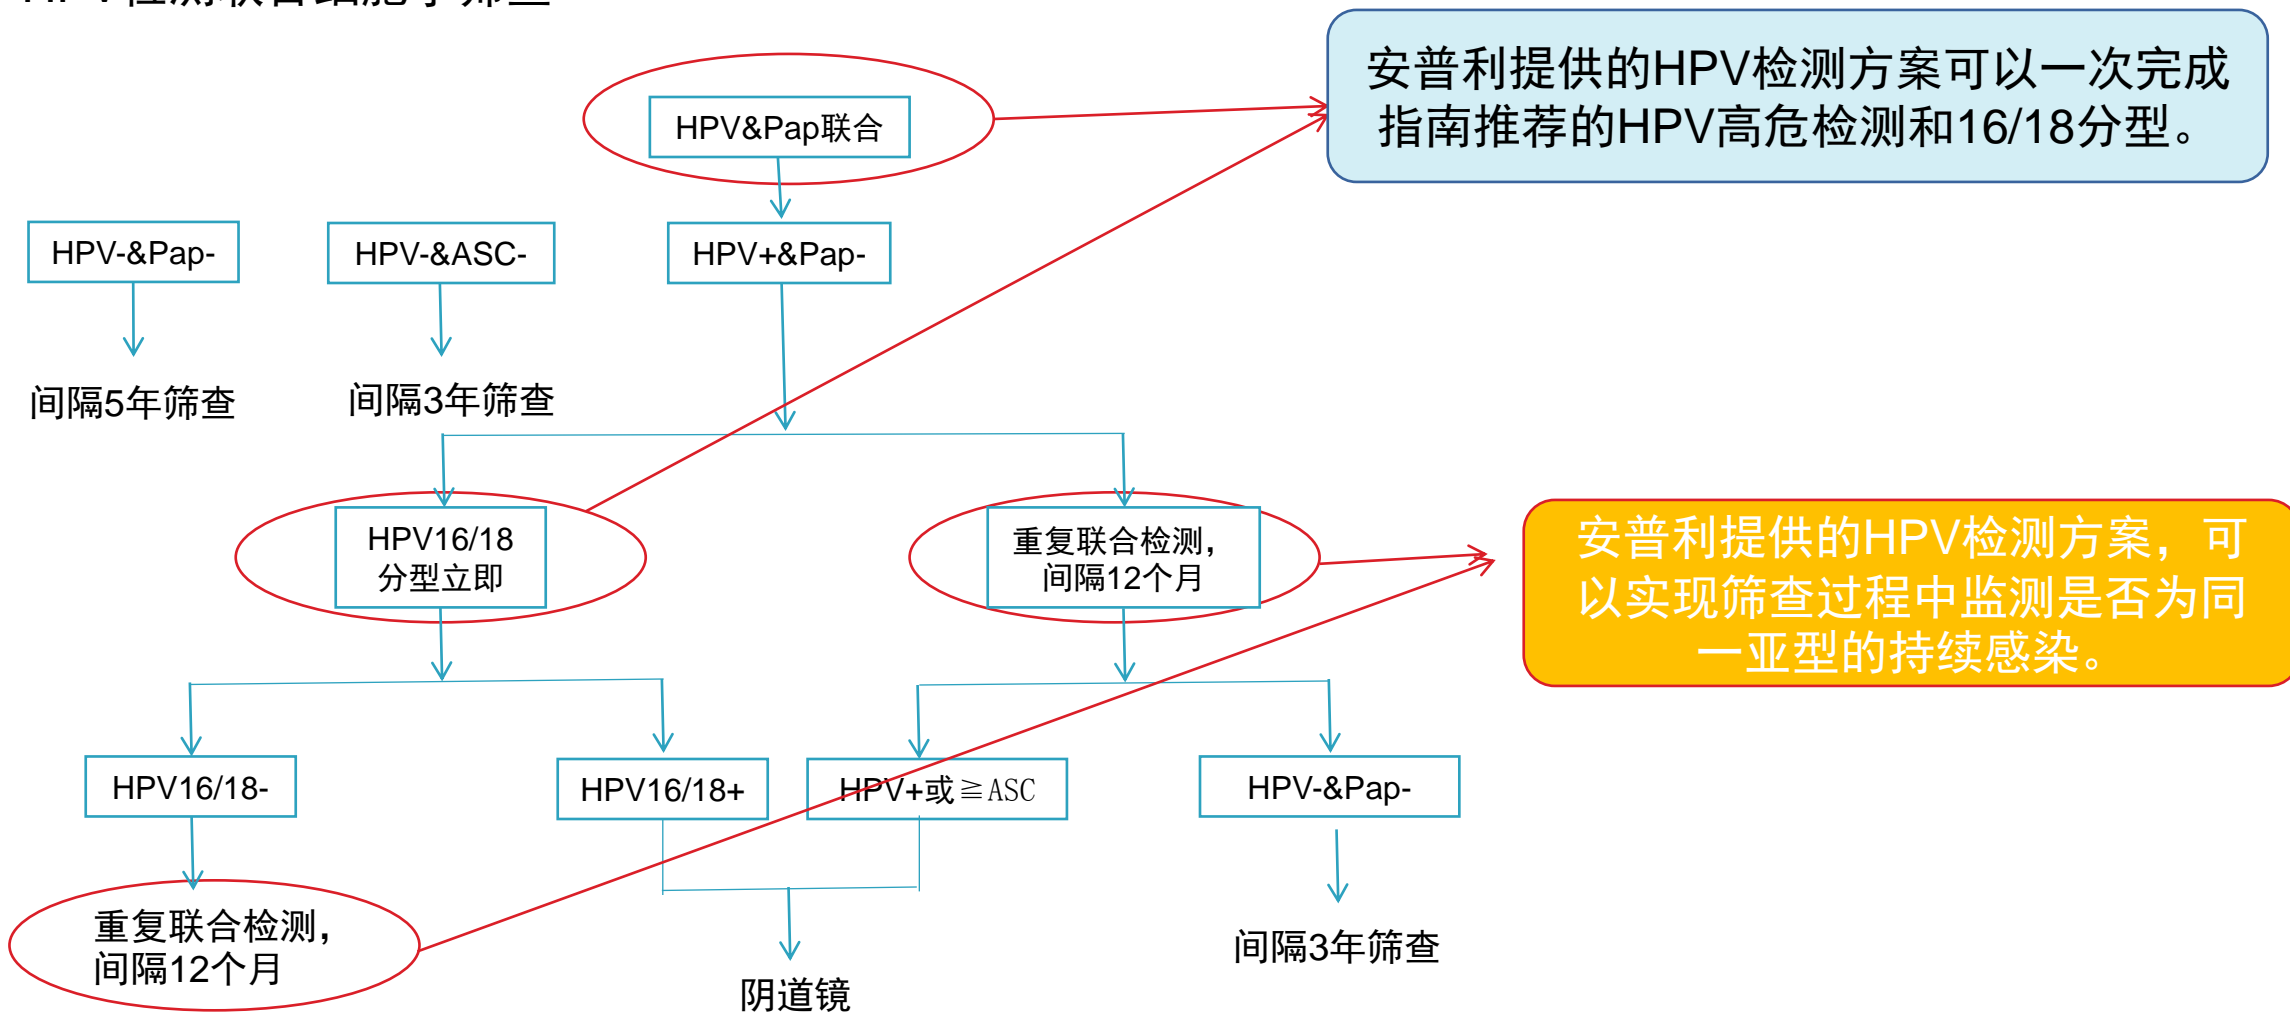 安普利提供的HPV检测方案可以一次完成
指南推荐的HPV高危检测和16/18分型。
HPV&Pap联合
HPV-&Pap-
HPV-&ASC-
HPV+&Pap-
间隔5年筛查
间隔3年筛查
HPV16/18
分型立即
重复联合检测，
间隔12个月
安普利提供的HPV检测方案，可
以实现筛查过程中监测是否为同
一亚型的持续感染。
HPV16/18-
HPV16/18+
HPV+或≧ASC
HPV-&Pap-
重复联合检测，
间隔12个月
阴道镜
间隔3年筛查